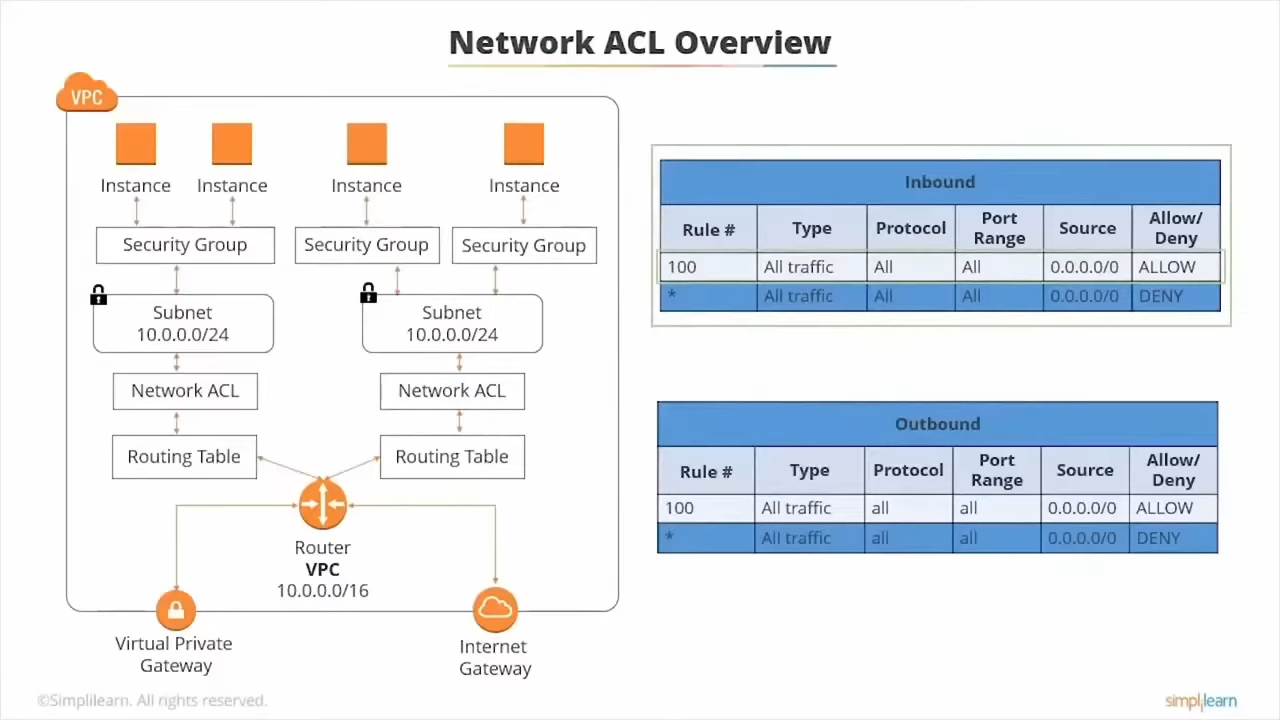 Network ACL Overview
VPC
Instance Instance Instance Instance
Security Group Security Group Security Group
Subnet
10.0.0.0/24
Subnet
10.0.0.0/24
Network ACL Network ACL
Routing Table Routing Table
Router
VPC
10.0.0.0/16
Virtual Private
Gateway
Internet
Gateway
Inbound
Rule # Type Protocol Port Range Source Allow/ Deny
100 All traffic All All 0.0.0.0/0 ALLOW
* All traffic All All 0.0.0.0/0 DENY
Outbound
Rule # Type Protocol Port Range Source Allow/ Deny
100 All traffic all all 0.0.0.0/0 ALLOW
* All traffic all all 0.0.0.0/0 DENY
©Simplilearn. All rights reserved.
simplilearn